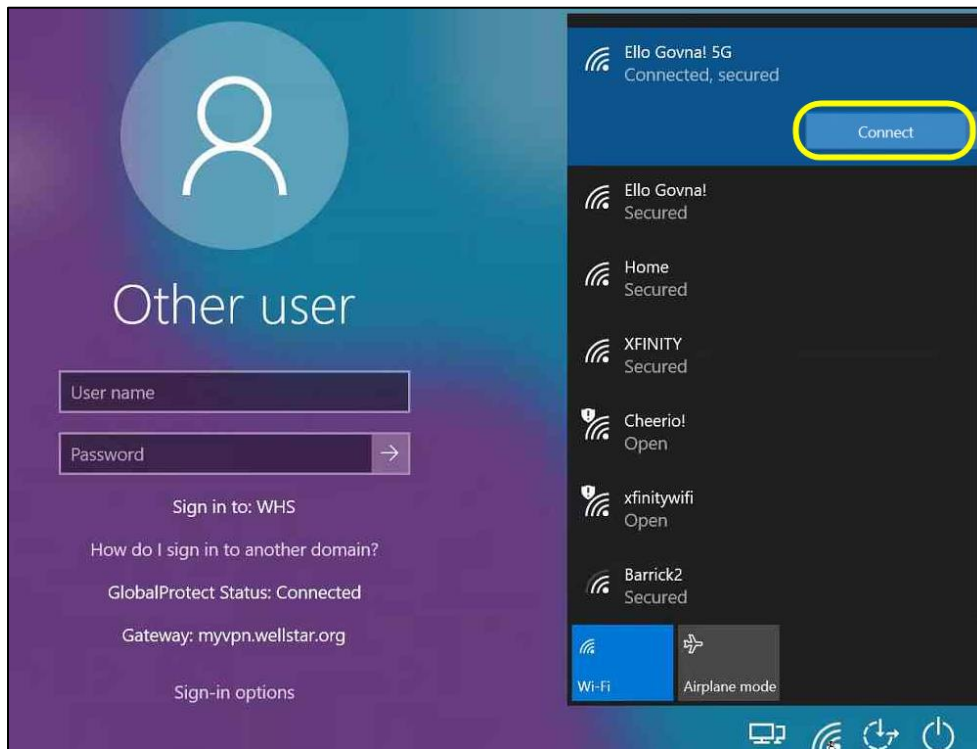 Other user
User name
Password
Sign in to: WHS
How do I sign in to another domain?
GlobalProtect Status: Connected
Gateway: myvpn.wellstar.org
Sign-in options
Ello Govna! 5G
Connected, secured
Connect
Ello Govna!
Secured
Home
Secured
XFINITY
Secured
Cheerio!
Open
xfinitywifi
Open
Barrick2
Secured
Wi-Fi
Airplane mode